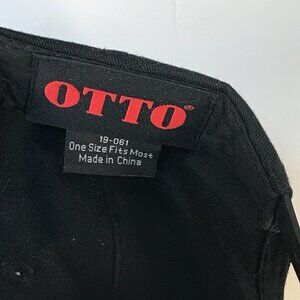 OTTO®
19-061
One Size Fits Most
Made in China